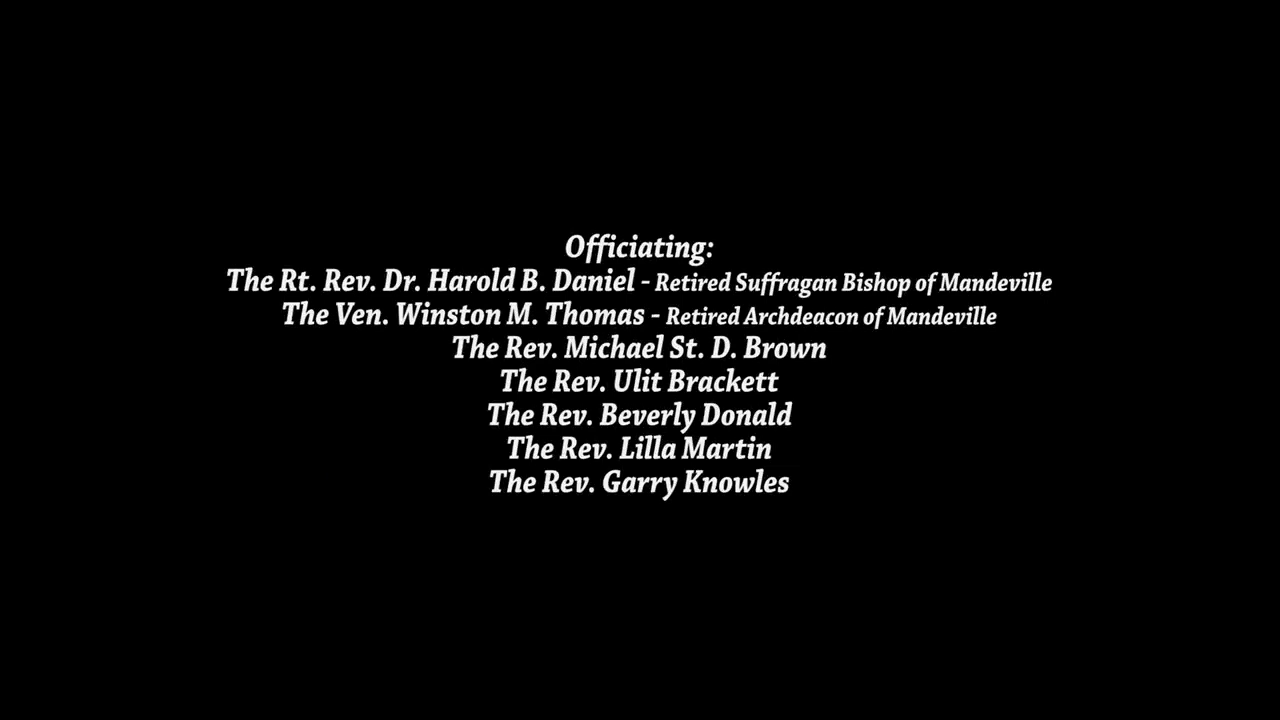 Officiating:
The Rt. Rev. Dr. Harold B. Daniel - Retired Suffragan Bishop of Mandeville
The Ven. Winston M. Thomas - Retired Archdeacon of Mandeville
The Rev. Michael St. D. Brown
The Rev. Ulit Brackett
The Rev. Beverly Donald
The Rev. Lilla Martin
The Rev. Garry Knowles